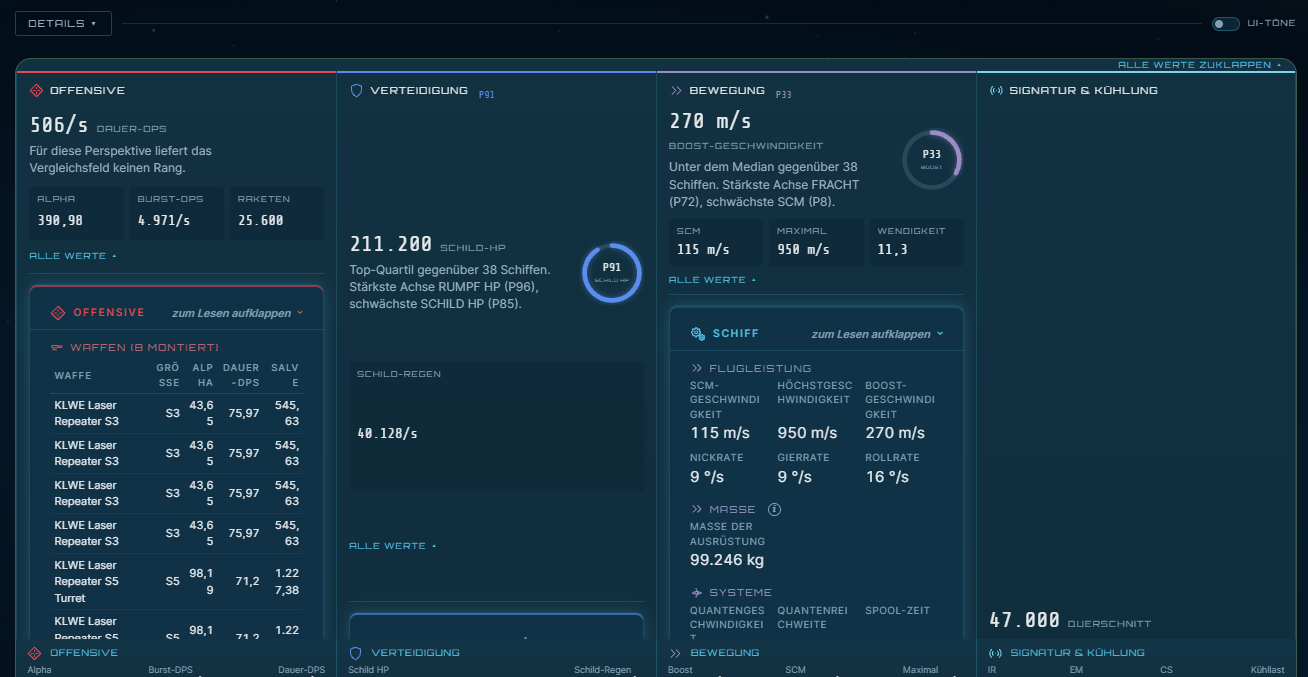 DETAILS
UI-TÖNE
ALLE WERTE ZUKLAPPEN
OFFENSIVE
506/s DAUER-DPS
Für diese Perspektive liefert das
Vergleichsfeld keinen Rang.
ALPHA
390,98
BURST-DPS
4.971/s
RAKETEN
25.600
ALLE WERTE
OFFENSIVE
zum Lesen aufklappen
WAFFEN (8 MONTIERT)
WAFFE GRÖ ALP DAUER SALV
SSE HA -DPS E
KLWE Laser
Repeater S3
S3 43,6 75,97 545,
5 63
KLWE Laser
Repeater S3
S3 43,6 75,97 545,
5 63
KLWE Laser
Repeater S3
S3 43,6 75,97 545,
5 63
KLWE Laser
Repeater S3
S3 43,6 75,97 545,
5 63
KLWE Laser
Repeater S5
Turret
S5 98,1 71,2 1.22
9 7,38
KLWE Laser
Repeater S5
S5 98,1 71,2 1.22
VERTEIDIGUNG P91
211.200 SCHILD-HP
Top-Quartil gegenüber 38 Schiffen.
Stärkste Achse RUMPF HP (P96),
schwächste SCHILD HP (P85).
P91
SCHILD HP
SCHILD-REGEN
40.128/s
ALLE WERTE
BEWEGUNG P33
270 m/s
BOOST-GESCHWINDIGKEIT
Unter dem Median gegenüber 38
Schiffen. Stärkste Achse FRACHT
(P72), schwächste SCM (P8).
P33
BOOST
SCM
115 m/s
MAXIMAL
950 m/s
WENDIGKEIT
11,3
ALLE WERTE
SCHIFF
zum Lesen aufklappen
FLUGLEISTUNG
SCM-
GESCHWINDI
GKEIT
115 m/s
HÖCHSTGESC
HWINDIGKEIT
950 m/s
BOOST-
GESCHWINDI
GKEIT
270 m/s
NICKRATE
9 °/s
GIERRATE
9 °/s
ROLLRATE
16 °/s
MASSE
MASSE DER
AUSRÜSTUNG
99.246 kg
SYSTEME
QUANTENGES
CHWINDIGKEI
T
QUANTENREI
CHWEITE
SPOOL-ZEIT
SIGNATUR & KÜHLUNG
47.000 QUERSCHNITT
OFFENSIVE
Alpha Burst-DPS Dauer-DPS
VERTEIDIGUNG
Schild HP Schild-Regen
BEWEGUNG
Boost SCM Maximal
SIGNATUR & KÜHLUNG
IR EM CS Kühllast